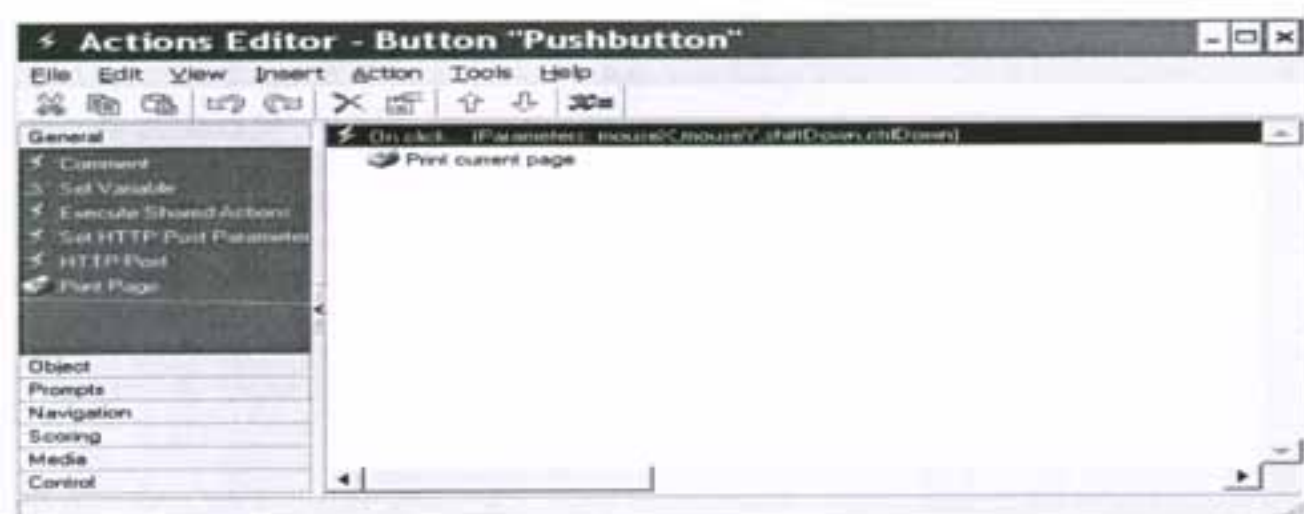 Actions Editor - Button "Pushbutton"
File Edit View Insert Action Tools Help
General
Comment
Set Variable
Execute Shared Actions
Set HTTP Post Parameter
HTTP Post
Print Page
Object
Prompts
Navigation
Scoring
Media
Control
On click... (Parameters: mouseX,mouseY,shiftDown,ctlDown)
Print current page